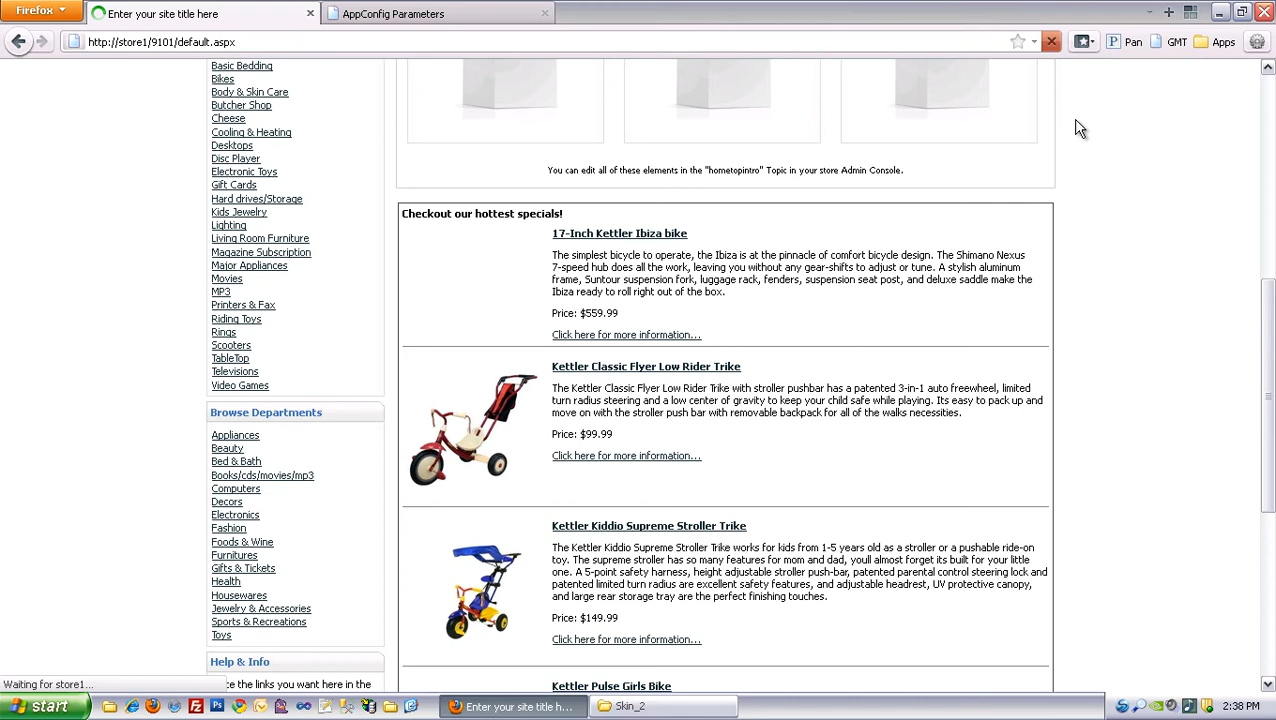 Firefox
Enter your site title here
AppConfig Parameters
http://store1/9101/default.aspx
Pan
GMT
Apps
Basic Bedding
Bikes
Body & Skin Care
Butcher Shop
Cheese
Cooling & Heating
Desktops
Disc Player
Electronic Toys
Gift Cards
Hard drives/Storage
Kids Jewelry
Lighting
Living Room Furniture
Magazine Subscription
Major Appliances
Movies
MP3
Printers & Fax
Riding Toys
Rings
Scooters
TableTop
Televisions
Video Games
Browse Departments
Appliances
Beauty
Bed & Bath
Books/cds/movies/mp3
Computers
Decors
Electronics
Fashion
Foods & Wine
Furnitures
Gifts & Tickets
Health
Housewares
Jewelry & Accessories
Sports & Recreations
Toys
Help & Info
the links you want here in the
You can edit all of these elements in the "hometopintro" Topic in your store Admin Console.
Checkout our hottest specials!
17-Inch Kettler Ibiza bike
The simplest bicycle to operate, the Ibiza is at the pinnacle of comfort bicycle design. The Shimano Nexus
7-speed hub does all the work, leaving you without any gear-shifts to adjust or tune. A stylish aluminum
frame, Suntour suspension fork, luggage rack, fenders, suspension seat post, and deluxe saddle make the
Ibiza ready to roll right out of the box.
Price: $559.99
Click here for more information...
Kettler Classic Flyer Low Rider Trike
The Kettler Classic Flyer Low Rider Trike with stroller pushbar has a patented 3-in-1 auto freewheel, limited
turn radius steering and a low center of gravity to keep your child safe while playing. Its easy to pack up and
move on with the stroller push bar with removable backpack for all of the walks necessities.
Price: $99.99
Click here for more information...
Kettler Kiddio Supreme Stroller Trike
The Kettler Kiddio Supreme Stroller Trike works for kids from 1-5 years old as a stroller or a pushable ride-on
toy. The supreme stroller has so many features for mom and dad, youll almost forget its built for your little
one. A 5-point safety harness, height adjustable stroller push-bar, patented parental control steering lock and
patented limited turn radius are excellent safety features, and adjustable headrest, UV protective canopy,
and large rear storage tray are the perfect finishing touches.
Price: $149.99
Click here for more information...
Kettler Pulse Girls Bike
Waiting for store1...
start
Enter your site title h...
Skin_2
2:38 PM